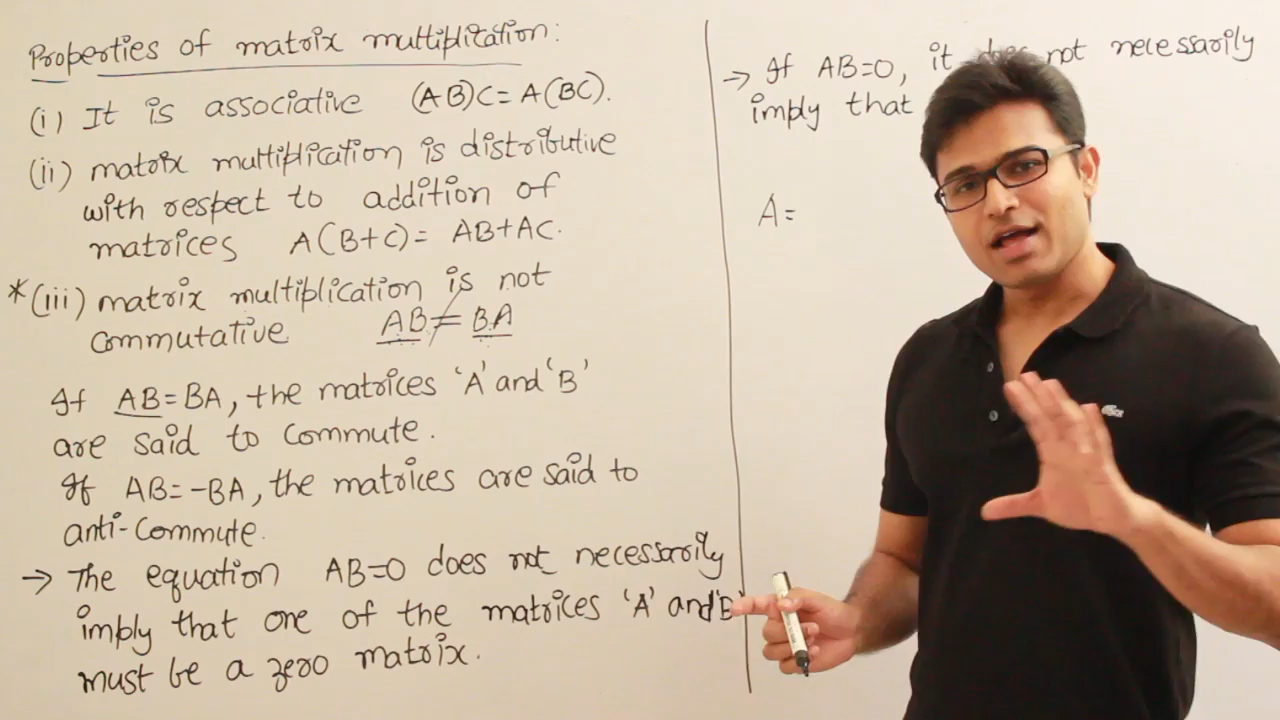 Properties of matrix multiplication:
(i) It is associative (AB)C = A(BC).
(ii) matrix multiplication is distributive
with respect to addition of
matrices A(B+C) = AB+AC.
*(iii) matrix multiplication is not
commutative AB ≠ BA
If AB = BA, the matrices 'A' and 'B'
are said to commute.
If AB = -BA, the matrices are said to
anti-commute.
→ The equation AB=0 does not necessarily
imply that one of the matrices 'A' and 'B'
must be a zero matrix.
→ If AB=0, it does not necessarily
imply that
A=